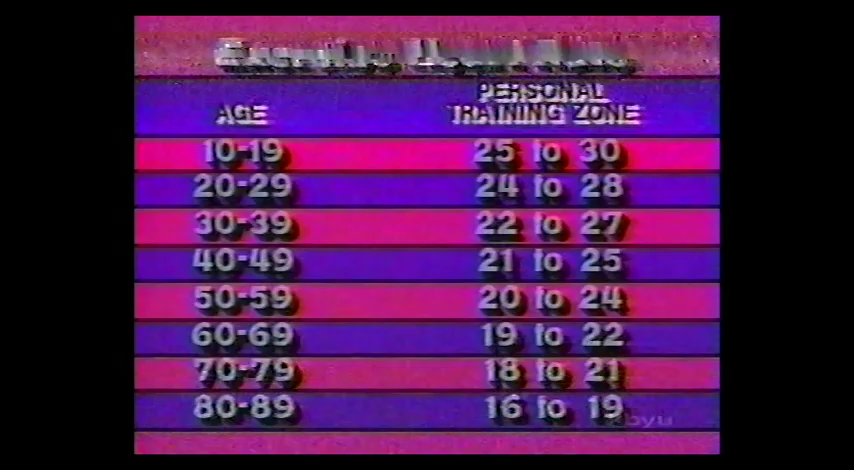 PERSONAL
AGE TRAINING ZONE
10-19 25 to 30
20-29 24 to 28
30-39 22 to 27
40-49 21 to 25
50-59 20 to 24
60-69 19 to 22
70-79 18 to 21
80-89 16 to 19
byu